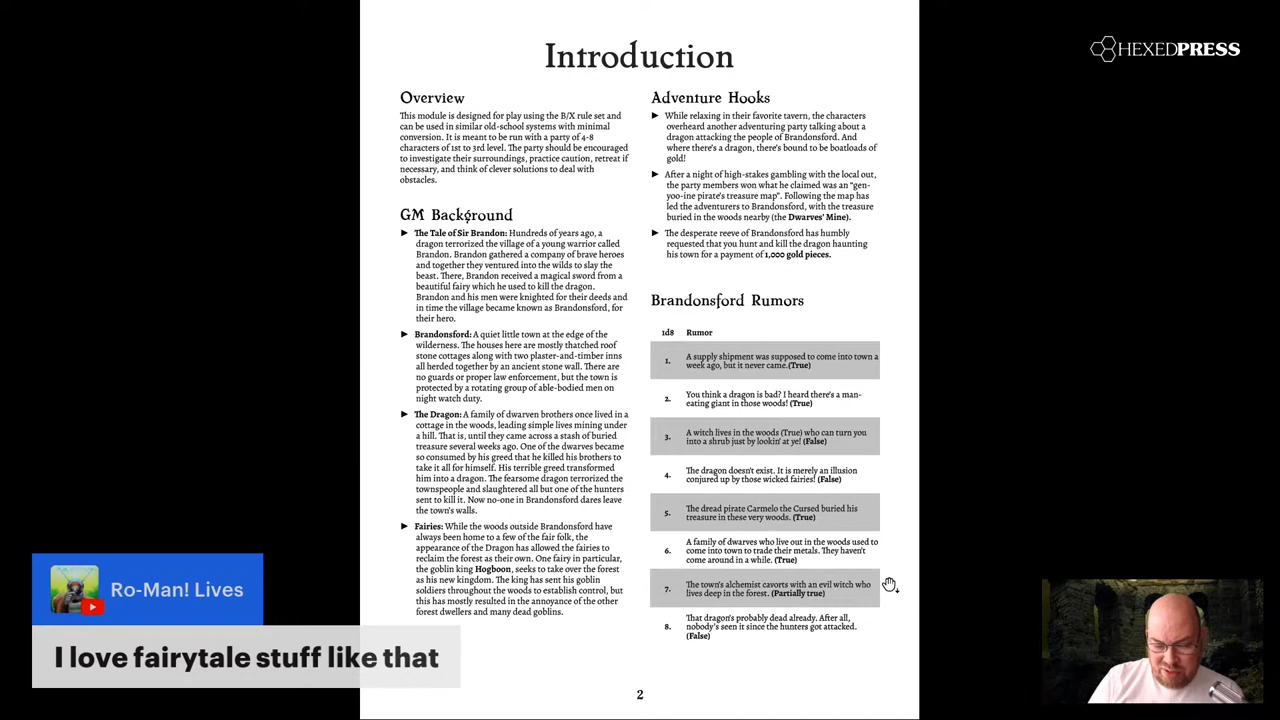 Introduction
HEXEDPRESS
Overview
This module is designed for play using the B/X rule set and
can be used in similar old-school systems with minimal
conversion. It is meant to be run with a party of 4-8
characters of 1st to 3rd level. The party should be encouraged
to investigate their surroundings, practice caution, retreat if
necessary, and think of clever solutions to deal with
obstacles.
GM Background
► The Tale of Sir Brandon: Hundreds of years ago, a
dragon terrorized the village of a young warrior called
Brandon. Brandon gathered a company of brave heroes
and together they ventured into the wilds to slay the
beast. There, Brandon received a magical sword from a
beautiful fairy which he used to kill the dragon.
Brandon and his men were knighted for their deeds and
in time the village became known as Brandonsford, for
their hero.
► Brandonsford: A quiet little town at the edge of the
wilderness. The houses here are mostly thatched roof
stone cottages along with two plaster-and-timber inns
all herded together by an ancient stone wall. There are
no guards or proper law enforcement, but the town is
protected by a rotating group of able-bodied men on
night watch duty.
► The Dragon: A family of dwarven brothers once lived in a
cottage in the woods, leading simple lives mining under
a hill. That is, until they came across a stash of buried
treasure several weeks ago. One of the dwarves became
so consumed by his greed that he killed his brothers to
take it all for himself. His terrible greed transformed
him into a dragon. The fearsome dragon terrorized the
townspeople and slaughtered all but one of the hunters
sent to kill it. Now no-one in Brandonsford dares leave
the town's walls.
► Fairies: While the woods outside Brandonsford have
always been home to a few of the fair folk, the
appearance of the Dragon has allowed the fairies to
reclaim the forest as their own. One fairy in particular,
the goblin king Hogboon, seeks to take over the forest
as his new kingdom. The king has sent his goblin
soldiers throughout the woods to establish control, but
this has mostly resulted in the annoyance of the other
forest dwellers and many dead goblins.
Adventure Hooks
► While relaxing in their favorite tavern, the characters
overheard another adventuring party talking about a
dragon attacking the people of Brandonsford. And
where there's a dragon, there's bound to be boatloads of
gold!
► After a night of high-stakes gambling with the local out,
the party members won what he claimed was an "gen-
yoo-ine pirate's treasure map". Following the map has
led the adventurers to Brandonsford, with the treasure
buried in the woods nearby (the Dwarves' Mine).
► The desperate reeve of Brandonsford has humbly
requested that you hunt and kill the dragon haunting
his town for a payment of 1,000 gold pieces.
Brandonsford Rumors
1d8 Rumor
1. A supply shipment was supposed to come into town a
week ago, but it never came.(True)
2. You think a dragon is bad? I heard there's a man-
eating giant in those woods! (True)
3. A witch lives in the woods (True) who can turn you
into a shrub just by lookin' at ye! (False)
4. The dragon doesn't exist. It is merely an illusion
conjured up by those wicked fairies! (False)
5. The dread pirate Carmelo the Cursed buried his
treasure in these very woods. (True)
6. A family of dwarves who live out in the woods used to
come into town to trade their metals. They haven't
come around in a while. (True)
7. The town's alchemist cavorts with an evil witch who
lives deep in the forest. (Partially true)
8. That dragon's probably dead already. After all,
nobody's seen it since the hunters got attacked.
(False)
2
Ro-Man! Lives
I love fairytale stuff like that